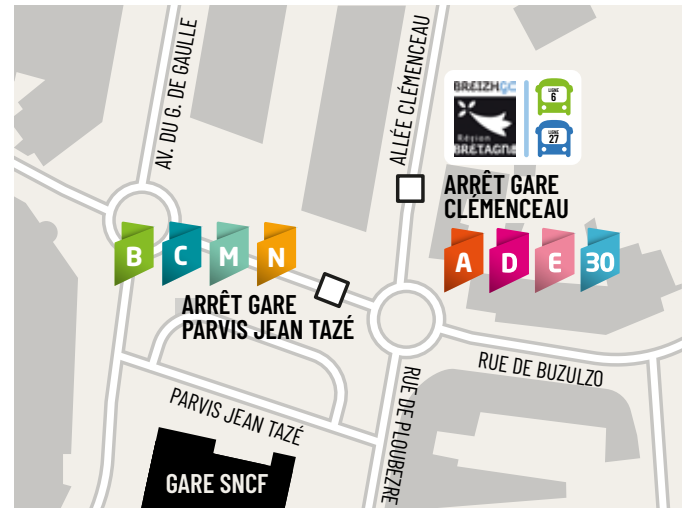 AV. DU G. DE GAULLE
ALLÉE CLÉMENCEAU
BREIZHGO
Région
BRETAGNE
LIGNE
6
LIGNE
27
ARRÊT GARE
CLÉMENCEAU
A D E 30
B C M N
ARRÊT GARE
PARVIS JEAN TAZÉ
RUE DE BUZULZO
RUE DE PLOUBEZRE
PARVIS JEAN TAZÉ
GARE SNCF